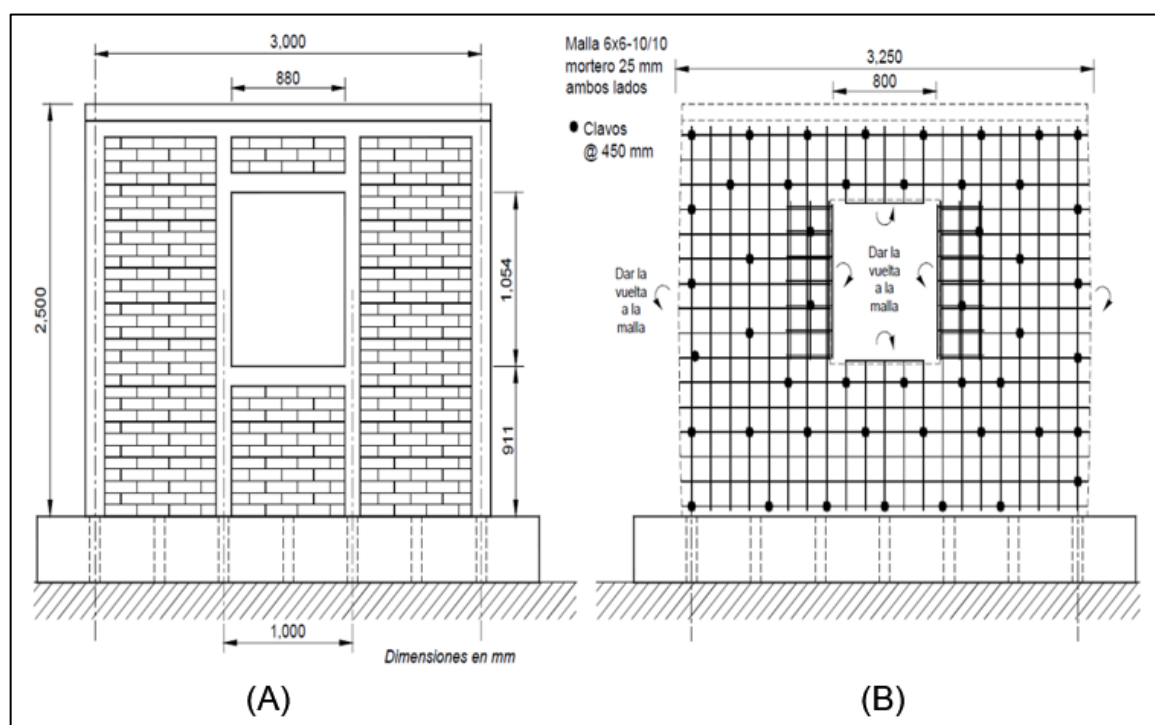 3,000
880
2,500
1,054
911
1,000
Dimensiones en mm
(A)
Malla 6x6-10/10
mortero 25 mm
ambos lados
Clavos
@ 450 mm
3,250
800
Dar la
vuelta
a la
malla
Dar la
vuelta
a la
malla
(B)